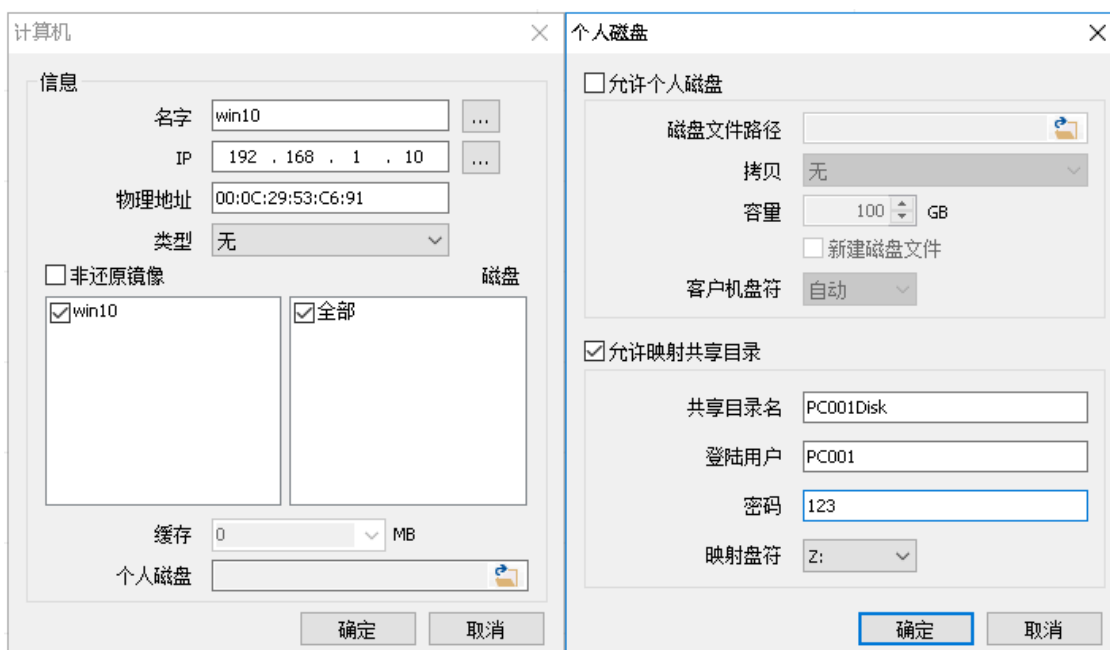 计算机
信息
名字 win10 ...
IP 192 . 168 . 1 . 10 ...
物理地址 00:0C:29:53:C6:91
类型 无
非还原镜像 磁盘
win10 全部
缓存 0 MB
个人磁盘
确定 取消
个人磁盘
允许个人磁盘
磁盘文件路径
拷贝 无
容量 100 GB
新建磁盘文件
客户机盘符 自动
允许映射共享目录
共享目录名 PC001Disk
登陆用户 PC001
密码 123
映射盘符 Z:
确定 取消